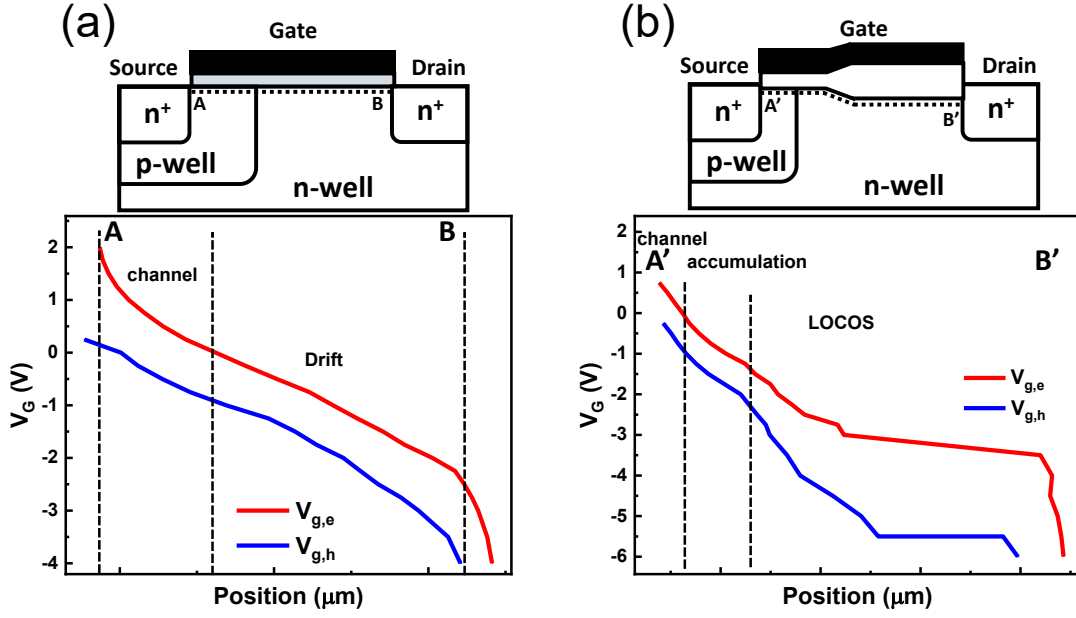 (a)
Gate
Source
Drain
A
B
n+
n+
p-well
n-well
A
B
channel
Drift
2
1
0
-1
-2
-3
-4
VG (V)
Vg,e
Vg,h
Position (μm)
(b)
Gate
Source
Drain
A’
B’
n+
n+
p-well
n-well
channel
A’
accumulation
B’
LOCOS
2
1
0
-1
-2
-3
-4
-5
-6
VG (V)
Vg,e
Vg,h
Position (μm)